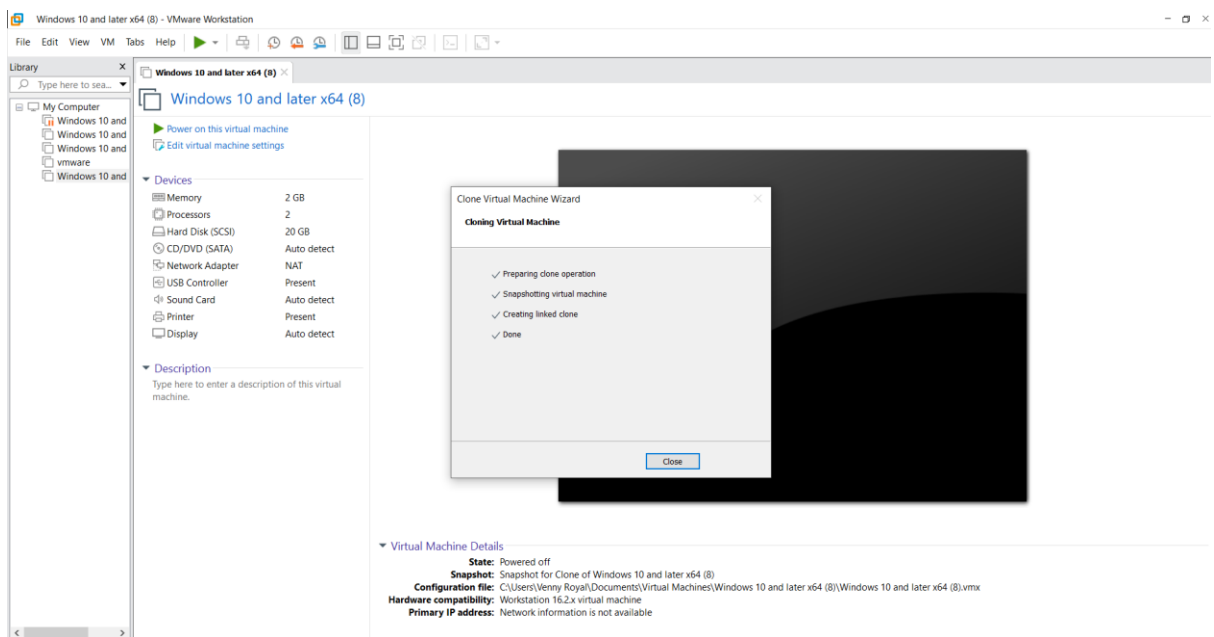 Windows 10 and later x64 (8) - VMware Workstation
File Edit View VM Tabs Help
Library X
Type here to sea...
My Computer
Windows 10 and
Windows 10 and
Windows 10 and
vmware
Windows 10 and
Windows 10 and later x64 (8)
Windows 10 and later x64 (8)
Power on this virtual machine
Edit virtual machine settings
Devices
Memory 2 GB
Processors 2
Hard Disk (SCSI) 20 GB
CD/DVD (SATA) Auto detect
Network Adapter NAT
USB Controller Present
Sound Card Auto detect
Printer Present
Display Auto detect
Description
Type here to enter a description of this virtual
machine.
Clone Virtual Machine Wizard
Cloning Virtual Machine
Preparing clone operation
Snapshotting virtual machine
Creating linked clone
Done
Close
Virtual Machine Details
State: Powered off
Snapshot: Snapshot for Clone of Windows 10 and later x64 (8)
Configuration file: C:\Users\Venny Royal\Documents\Virtual Machines\Windows 10 and later x64 (8)\Windows 10 and later x64 (8).vmx
Hardware compatibility: Workstation 16.2.x virtual machine
Primary IP address: Network information is not available